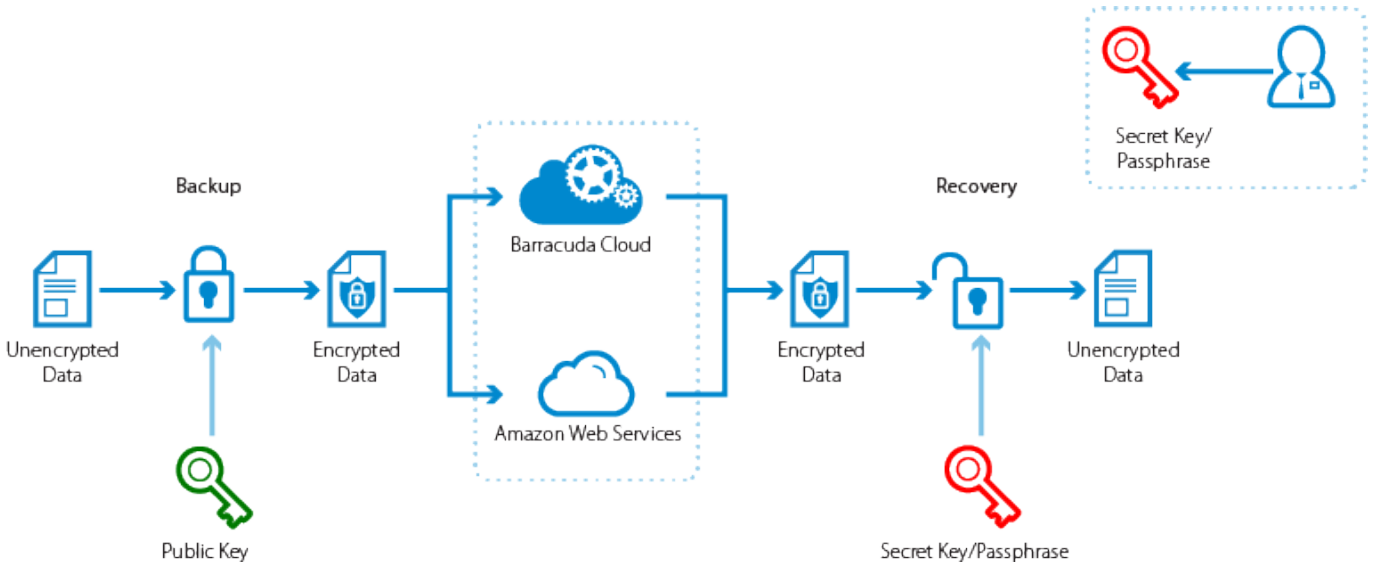 Secret Key/
Passphrase
Backup
Recovery
Barracuda Cloud
Unencrypted
Data
Encrypted
Data
Encrypted
Data
Unencrypted
Data
Amazon Web Services
Public Key
Secret Key/Passphrase